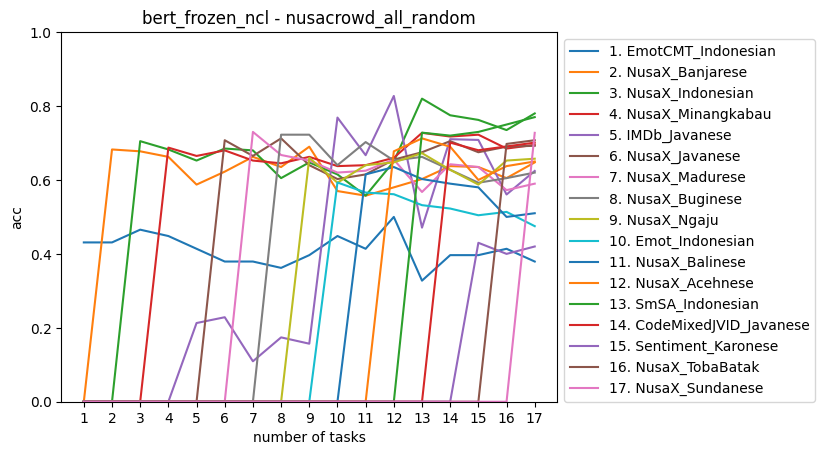 bert_frozen_ncl - nusacrowd_all_random
1.0
0.8
0.6
0.4
0.2
0.0
acc
1 2 3 4 5 6 7 8 9 10 11 12 13 14 15 16 17
number of tasks
1. EmotCMT_Indonesian
2. NusaX_Banjarese
3. NusaX_Indonesian
4. NusaX_Minangkabau
5. IMDb_Javanese
6. NusaX_Javanese
7. NusaX_Madurese
8. NusaX_Buginese
9. NusaX_Ngaju
10. Emot_Indonesian
11. NusaX_Balinese
12. NusaX_Acehnese
13. SmSA_Indonesian
14. CodeMixedJVID_Javanese
15. Sentiment_Karonese
16. NusaX_TobaBatak
17. NusaX_Sundanese